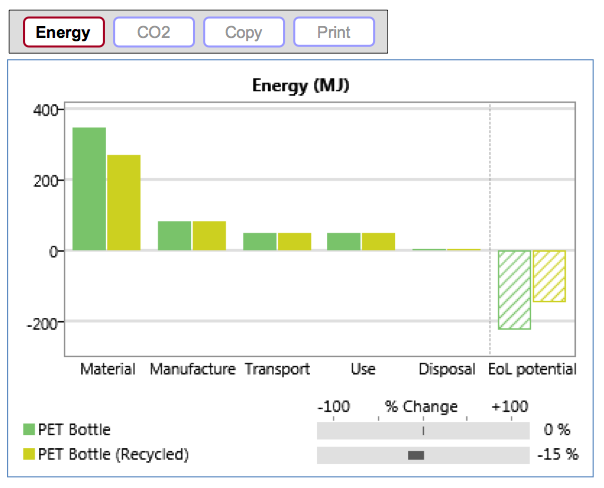 Energy CO2 Copy Print
Energy (MJ)
400
200
0
-200
Material Manufacture Transport Use Disposal EoL potential
-100 % Change +100
PET Bottle 0 %
PET Bottle (Recycled) -15 %